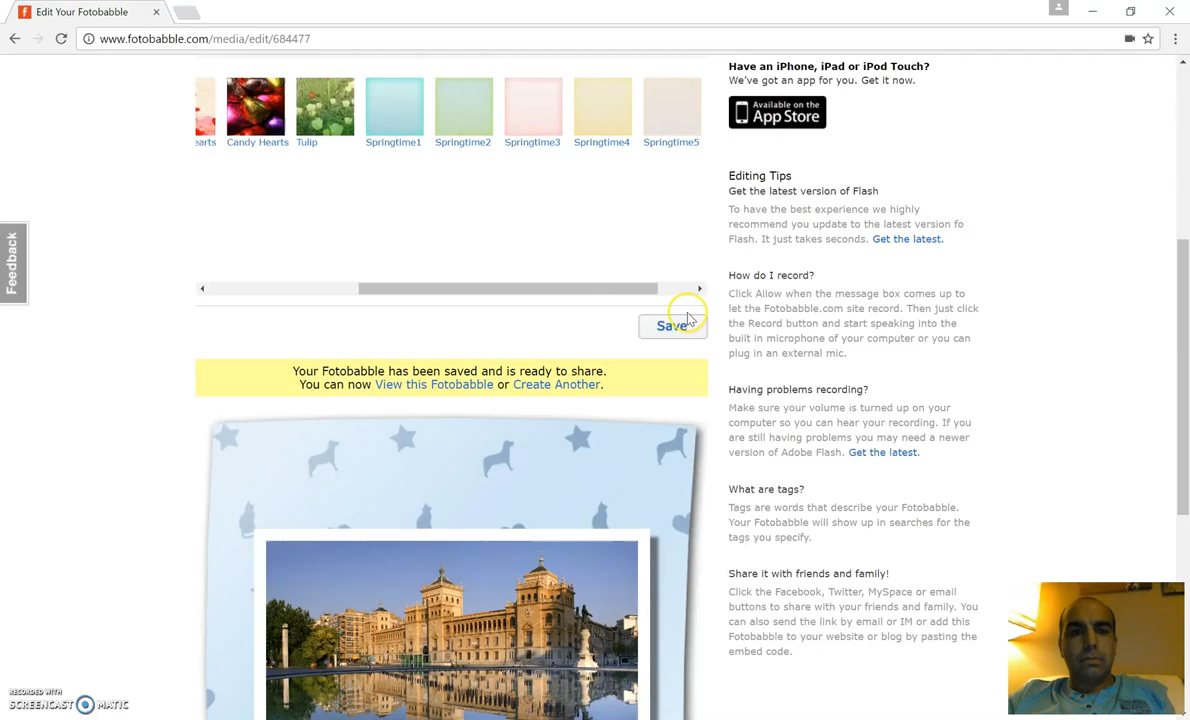 Edit Your Fotobabble
www.fotobabble.com/media/edit/684477
Feedback
earts
Candy Hearts
Tulip
Springtime1
Springtime2
Springtime3
Springtime4
Springtime5
Save
Your Fotobabble has been saved and is ready to share.
You can now View this Fotobabble or Create Another.
Have an iPhone, iPad or iPod Touch?
We've got an app for you. Get it now.
Available on the
App Store
Editing Tips
Get the latest version of Flash
To have the best experience we highly
recommend you update to the latest version fo
Flash. It just takes seconds. Get the latest.
How do I record?
Click Allow when the message box comes up to
let the Fotobabble.com site record. Then just click
the Record button and start speaking into the
built in microphone of your computer or you can
plug in an external mic.
Having problems recording?
Make sure your volume is turned up on your
computer so you can hear your recording. If you
are still having problems you may need a newer
version of Adobe Flash. Get the latest.
What are tags?
Tags are words that describe your Fotobabble.
Your Fotobabble will show up in searches for the
tags you specify.
Share it with friends and family!
Click the Facebook, Twitter, MySpace or email
buttons to share with your friends and family. You
can also send the link by email or IM or add this
Fotobabble to your website or blog by pasting the
embed code.
RECORDED WITH
SCREENCAST MATIC